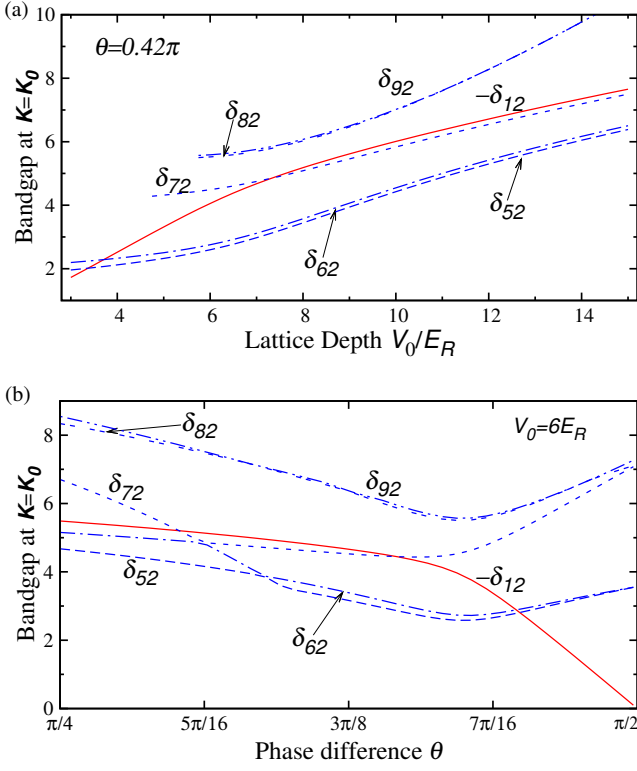 (a)
10
8
6
4
2
Bandgap at K=K0
θ=0.42π
δ92
δ82
−δ12
δ72
δ52
δ62
4 6 8 10 12 14
Lattice Depth V0/ER
(b)
8
6
4
2
0
Bandgap at K=K0
δ82
V0=6ER
δ72
δ92
δ52
−δ12
δ62
π/4 5π/16 3π/8 7π/16 π/2
Phase difference θ